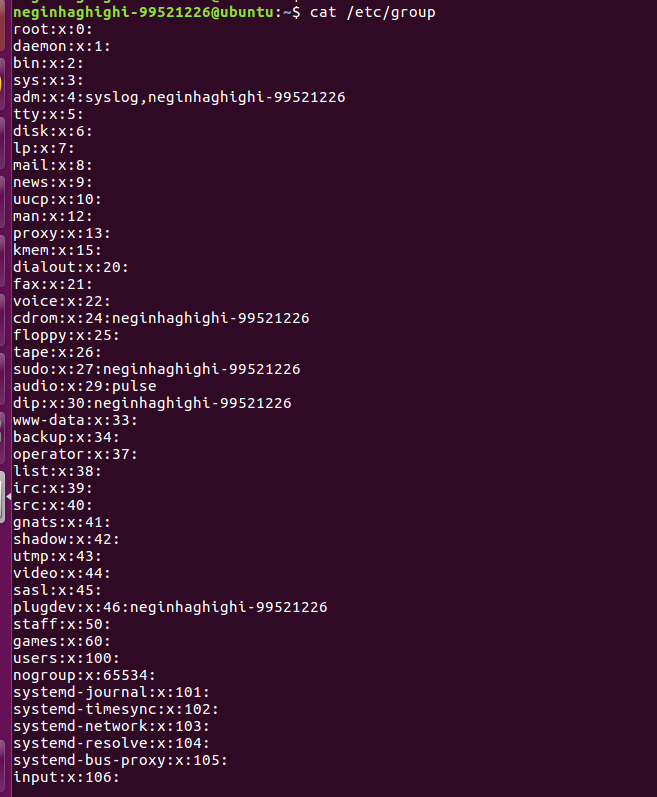 neginhaghighi-99521226@ubuntu:~$ cat /etc/group
root:x:0:
daemon:x:1:
bin:x:2:
sys:x:3:
adm:x:4:syslog,neginhaghighi-99521226
tty:x:5:
disk:x:6:
lp:x:7:
mail:x:8:
news:x:9:
uucp:x:10:
man:x:12:
proxy:x:13:
kmem:x:15:
dialout:x:20:
fax:x:21:
voice:x:22:
cdrom:x:24:neginhaghighi-99521226
floppy:x:25:
tape:x:26:
sudo:x:27:neginhaghighi-99521226
audio:x:29:pulse
dip:x:30:neginhaghighi-99521226
www-data:x:33:
backup:x:34:
operator:x:37:
list:x:38:
irc:x:39:
src:x:40:
gnats:x:41:
shadow:x:42:
utmp:x:43:
video:x:44:
sasl:x:45:
plugdev:x:46:neginhaghighi-99521226
staff:x:50:
games:x:60:
users:x:100:
nogroup:x:65534:
systemd-journal:x:101:
systemd-timesync:x:102:
systemd-network:x:103:
systemd-resolve:x:104:
systemd-bus-proxy:x:105:
input:x:106: